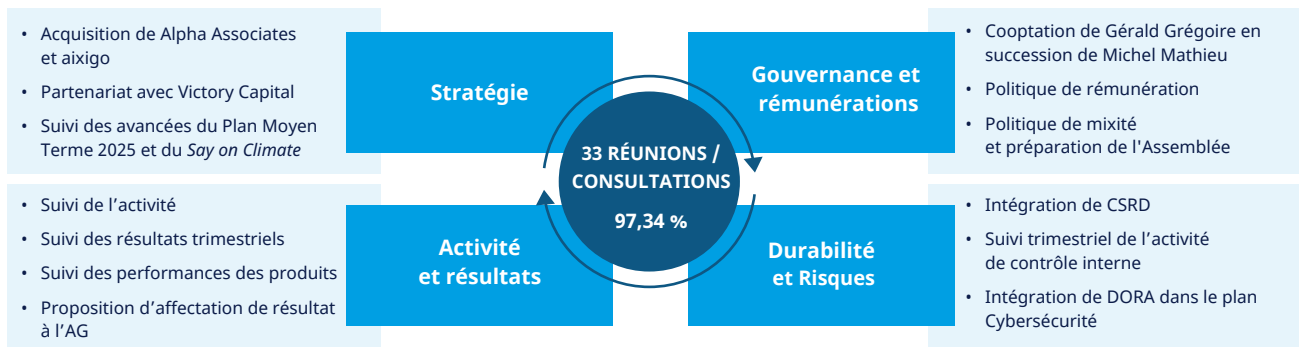 • Acquisition de Alpha Associates
et aixigo
• Partenariat avec Victory Capital
• Suivi des avancées du Plan Moyen
Terme 2025 et du Say on Climate
Stratégie
Gouvernance et
rémunérations
• Cooptation de Gérald Grégoire en
succession de Michel Mathieu
• Politique de rémunération
• Politique de mixité
et préparation de l'Assemblée
33 RÉUNIONS /
CONSULTATIONS
97,34 %
• Suivi de l’activité
• Suivi des résultats trimestriels
• Suivi des performances des produits
• Proposition d’affectation de résultat
à l’AG
Activité
et résultats
Durabilité
et Risques
• Intégration de CSRD
• Suivi trimestriel de l’activité
de contrôle interne
• Intégration de DORA dans le plan
Cybersécurité